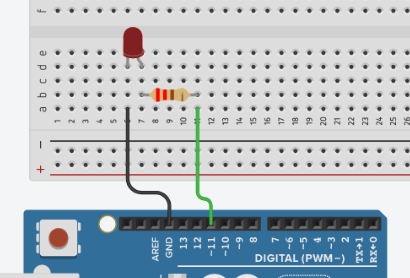 f
e
d
c
b
a
1 2 3 4 5 6 7 8 9 10 11 12 13 14 15 16 17 18 19 20 21 22 23 24 25 26
−
+
AREF GND 13 12 ~11 ~10 ~9 8 7 ~6 ~5 4 ~3 2 TX→1 RX←0
DIGITAL (PWM~)